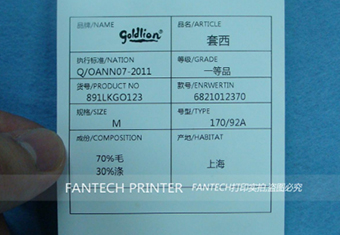 品牌/NAME
goldlion
品名/ARTICLE
套西
执行标准/NATION
Q/OANN07-2011
等级/GRADE
一等品
货号/PRODUCT NO
891LKGO123
款号/ENRWERTIN
6821012370
规格/SIZE
M
号型/TYPE
170/92A
成份/COMPOSITION
70%毛
30%涤
产地/HABITAT
上海
FANTECH PRINTER
FANTECH打印实拍,盗图必究